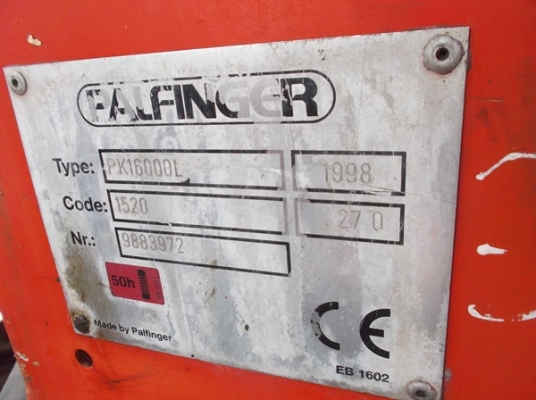 PALFINGER
Type: PK16000L 1998
Code: 1520 27 0
Nr.: 9883972
50h
Made by Palfinger
CE
EB 1602